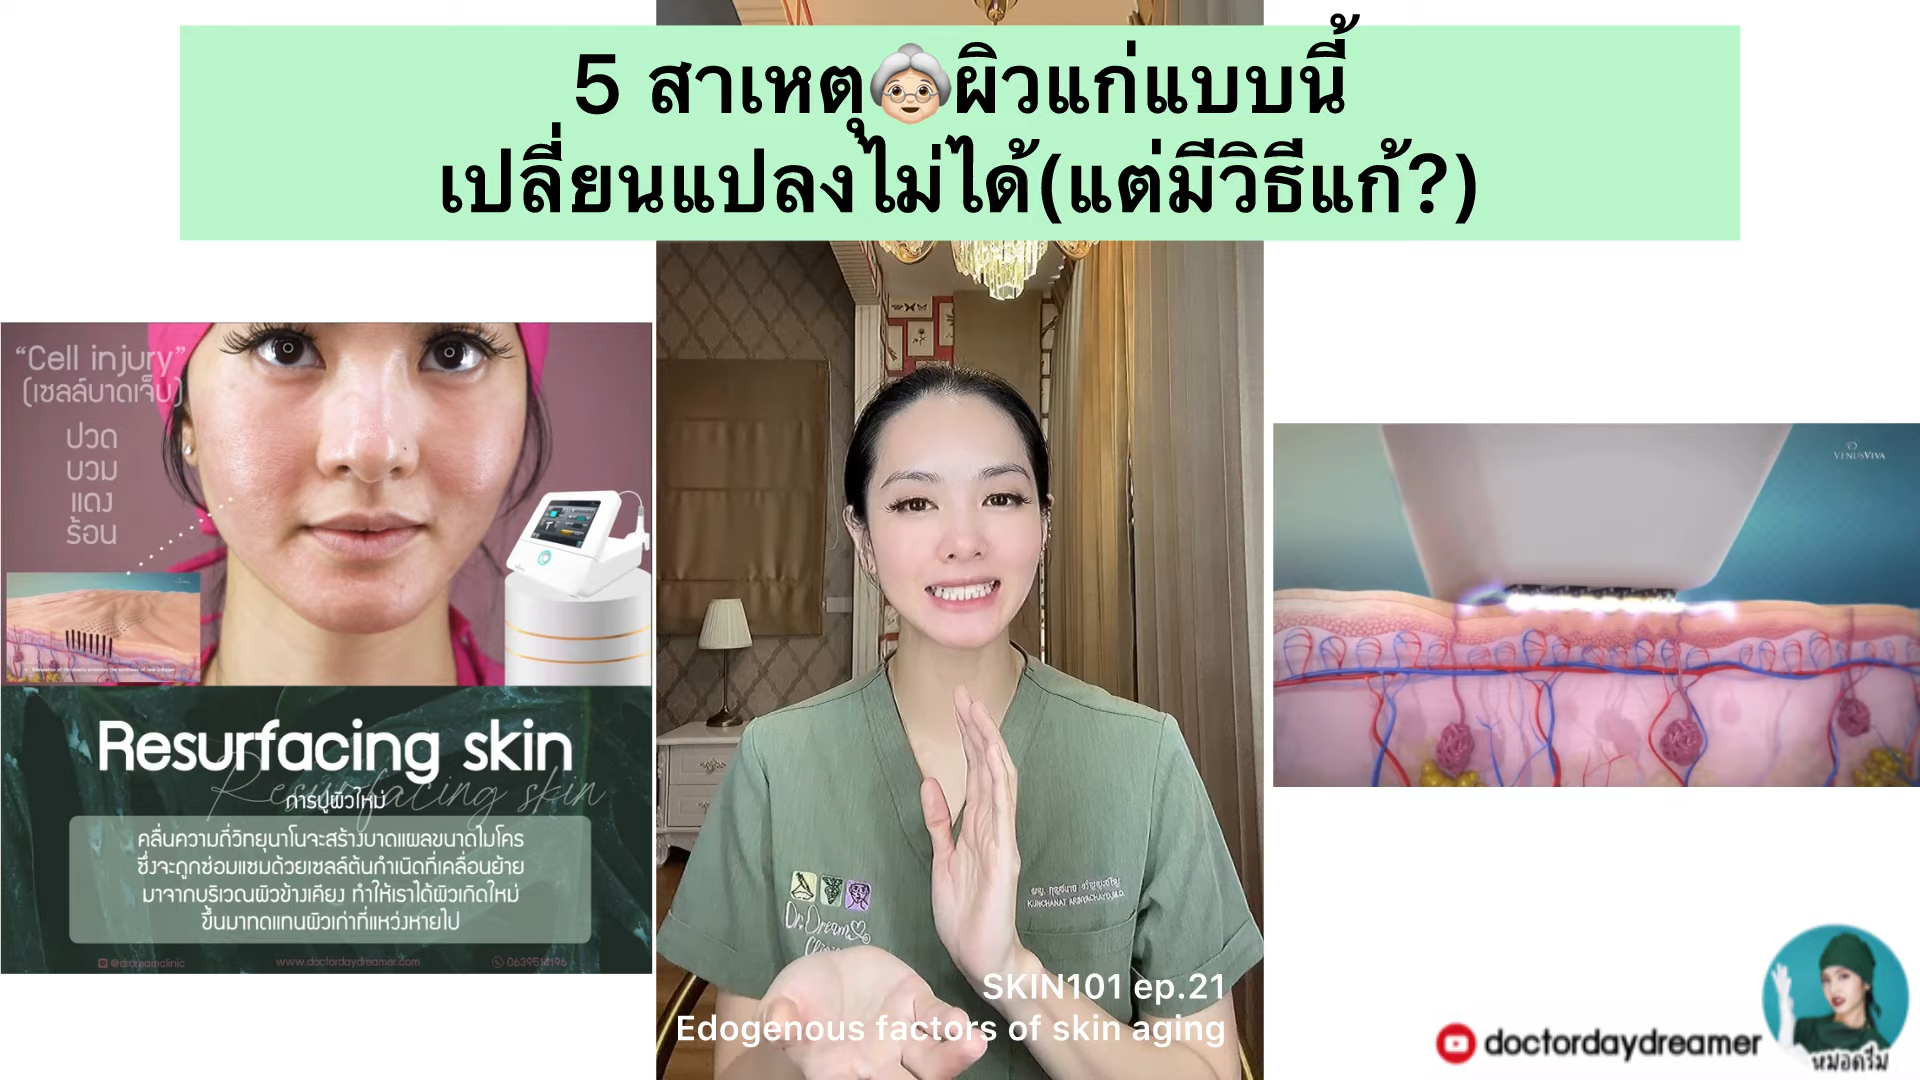 5 สาเหตุ👵🏻ผิวแก่แบบนี้
เปลี่ยนแปลงไม่ได้(แต่มีวิธีแก้?)
“Cell injury”
(เซลล์บาดเจ็บ)
ปวด
บวม
แดง
ร้อน
Resurfacing skin
Resurfacing skin
การปูผิวใหม่
คลื่นความถี่วิทยุนาโนจะสร้างบาดแผลขนาดไมโคร
ซึ่งจะถูกซ่อมแซมด้วยเซลล์ต้นกำเนิดที่เคลื่อนย้าย
มาจากบริเวณผิวข้างเคียง ทำให้เราได้ผิวเกิดใหม่
ขึ้นมาทดแทนผิวเก่าที่แหว่งหายไป
@drdreamclinic
www.doctordaydreamer.com
0639514196
Dr.Dream
Clinic
KUNCHANAT ARINYACHAYO, M.D.
SKIN101 ep.21
Edogenous factors of skin aging
VENUSVIVA
doctordaydreamer
หมอดรีม